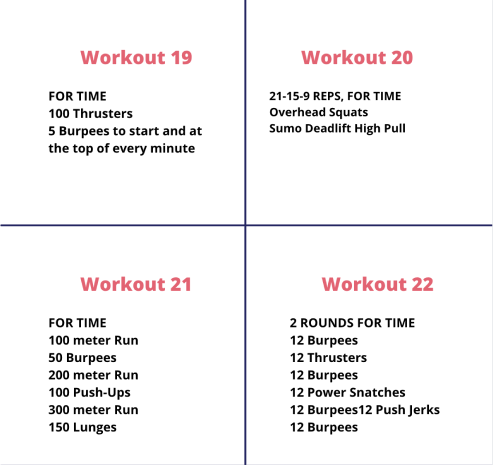 Workout 19
FOR TIME
100 Thrusters
5 Burpees to start and at
the top of every minute
Workout 20
21-15-9 REPS, FOR TIME
Overhead Squats
Sumo Deadlift High Pull
Workout 21
FOR TIME
100 meter Run
50 Burpees
200 meter Run
100 Push-Ups
300 meter Run
150 Lunges
Workout 22
2 ROUNDS FOR TIME
12 Burpees
12 Thrusters
12 Burpees
12 Power Snatches
12 Burpees12 Push Jerks
12 Burpees